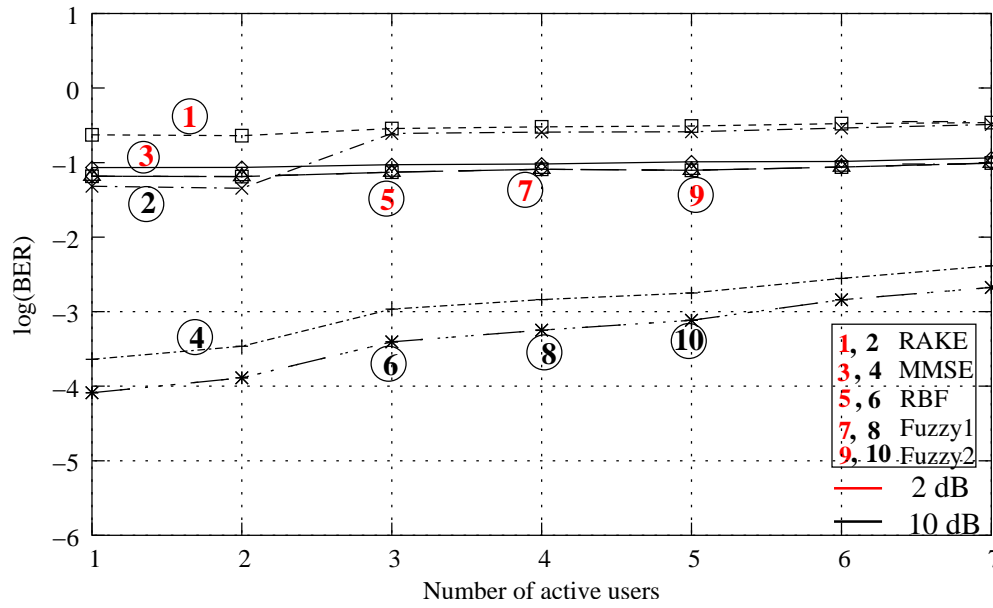 1
0
−1
−2
−3
−4
−5
−6
log(BER)
1
3
2
5
7
9
4
6
8
10
1, 2 RAKE
3, 4 MMSE
5, 6 RBF
7, 8 Fuzzy1
9, 10 Fuzzy2
2 dB
10 dB
1 2 3 4 5 6 7
Number of active users